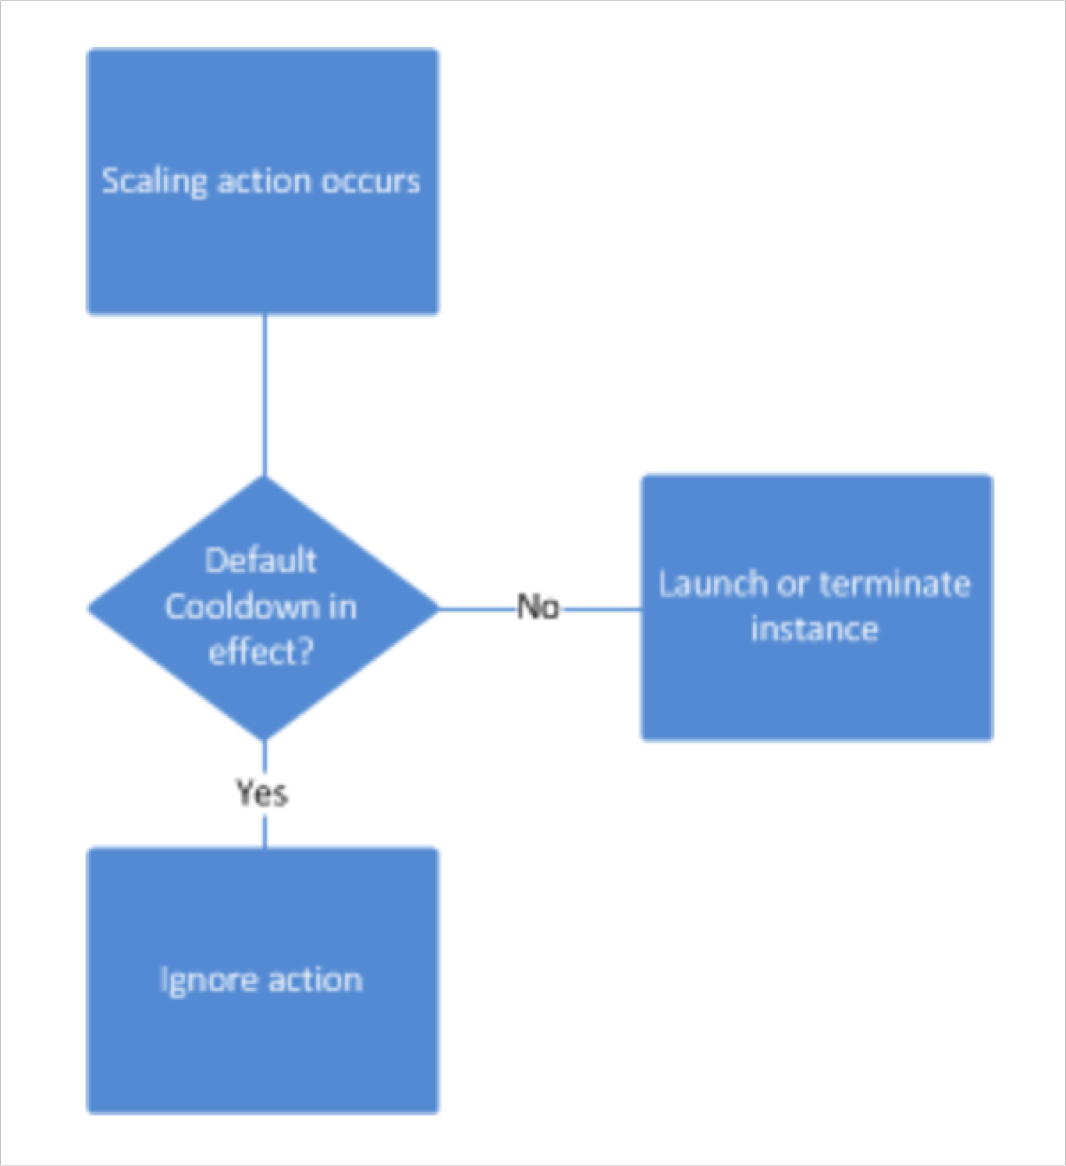 Scaling action occurs
Default
Cooldown in
effect?
No
Launch or terminate
instance
Yes
Ignore action